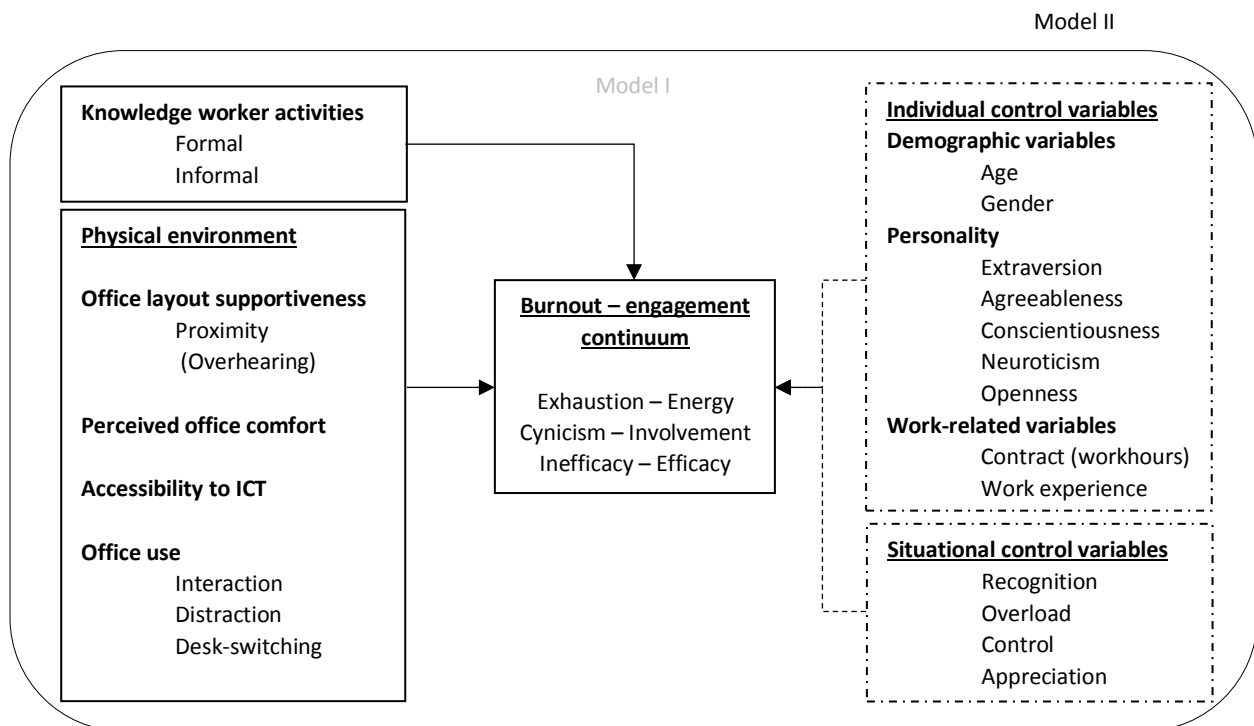 Model II
Model I
Knowledge worker activities
Formal
Informal
Physical environment
Office layout supportiveness
Proximity
(Overhearing)
Perceived office comfort
Accessibility to ICT
Office use
Interaction
Distraction
Desk-switching
Burnout – engagement
continuum
Exhaustion – Energy
Cynicism – Involvement
Inefficacy – Efficacy
Individual control variables
Demographic variables
Age
Gender
Personality
Extraversion
Agreeableness
Conscientiousness
Neuroticism
Openness
Work-related variables
Contract (workhours)
Work experience
Situational control variables
Recognition
Overload
Control
Appreciation